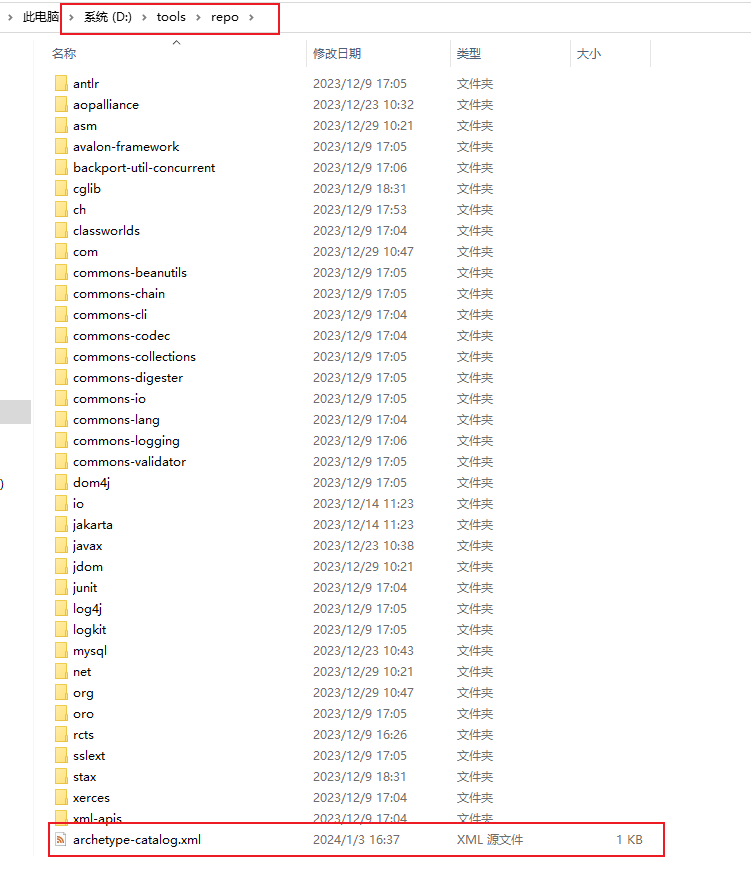 此电脑 系统 (D:) tools repo
名称 修改日期 类型 大小
antlr 2023/12/9 17:05 文件夹
aopalliance 2023/12/23 10:32 文件夹
asm 2023/12/29 10:21 文件夹
avalon-framework 2023/12/9 17:05 文件夹
backport-util-concurrent 2023/12/9 17:06 文件夹
cglib 2023/12/9 18:31 文件夹
ch 2023/12/9 17:53 文件夹
classworlds 2023/12/9 17:04 文件夹
com 2023/12/29 10:47 文件夹
commons-beanutils 2023/12/9 17:05 文件夹
commons-chain 2023/12/9 17:05 文件夹
commons-cli 2023/12/9 17:04 文件夹
commons-codec 2023/12/9 17:04 文件夹
commons-collections 2023/12/9 17:05 文件夹
commons-digester 2023/12/9 17:05 文件夹
commons-io 2023/12/9 17:05 文件夹
commons-lang 2023/12/9 17:04 文件夹
commons-logging 2023/12/9 17:06 文件夹
commons-validator 2023/12/9 17:05 文件夹
dom4j 2023/12/9 17:05 文件夹
)
io 2023/12/14 11:23 文件夹
jakarta 2023/12/14 11:23 文件夹
javax 2023/12/23 10:38 文件夹
jdom 2023/12/29 10:21 文件夹
junit 2023/12/9 17:04 文件夹
log4j 2023/12/9 17:05 文件夹
logkit 2023/12/9 17:05 文件夹
mysql 2023/12/23 10:43 文件夹
net 2023/12/29 10:21 文件夹
org 2023/12/29 10:47 文件夹
oro 2023/12/9 17:05 文件夹
rcts 2023/12/9 16:26 文件夹
sslext 2023/12/9 17:05 文件夹
stax 2023/12/9 18:31 文件夹
xerces 2023/12/9 17:04 文件夹
xml-apis 2023/12/9 17:04 文件夹
archetype-catalog.xml 2024/1/3 16:37 XML 源文件 1 KB